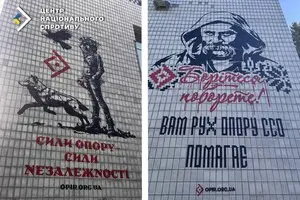 ЦЕНТР
НАЦІОНАЛЬНОГО
СПРОТИВУ
СИЛИ ОПОРУ
СИЛИ
НЕЗАЛЕЖНОСТІ
OPIR.ORG.UA
Борітеся
поборете!
ВАМ РУХ ОПОРУ ССО
ПОМАГАЄ
OPIR.ORG.UA